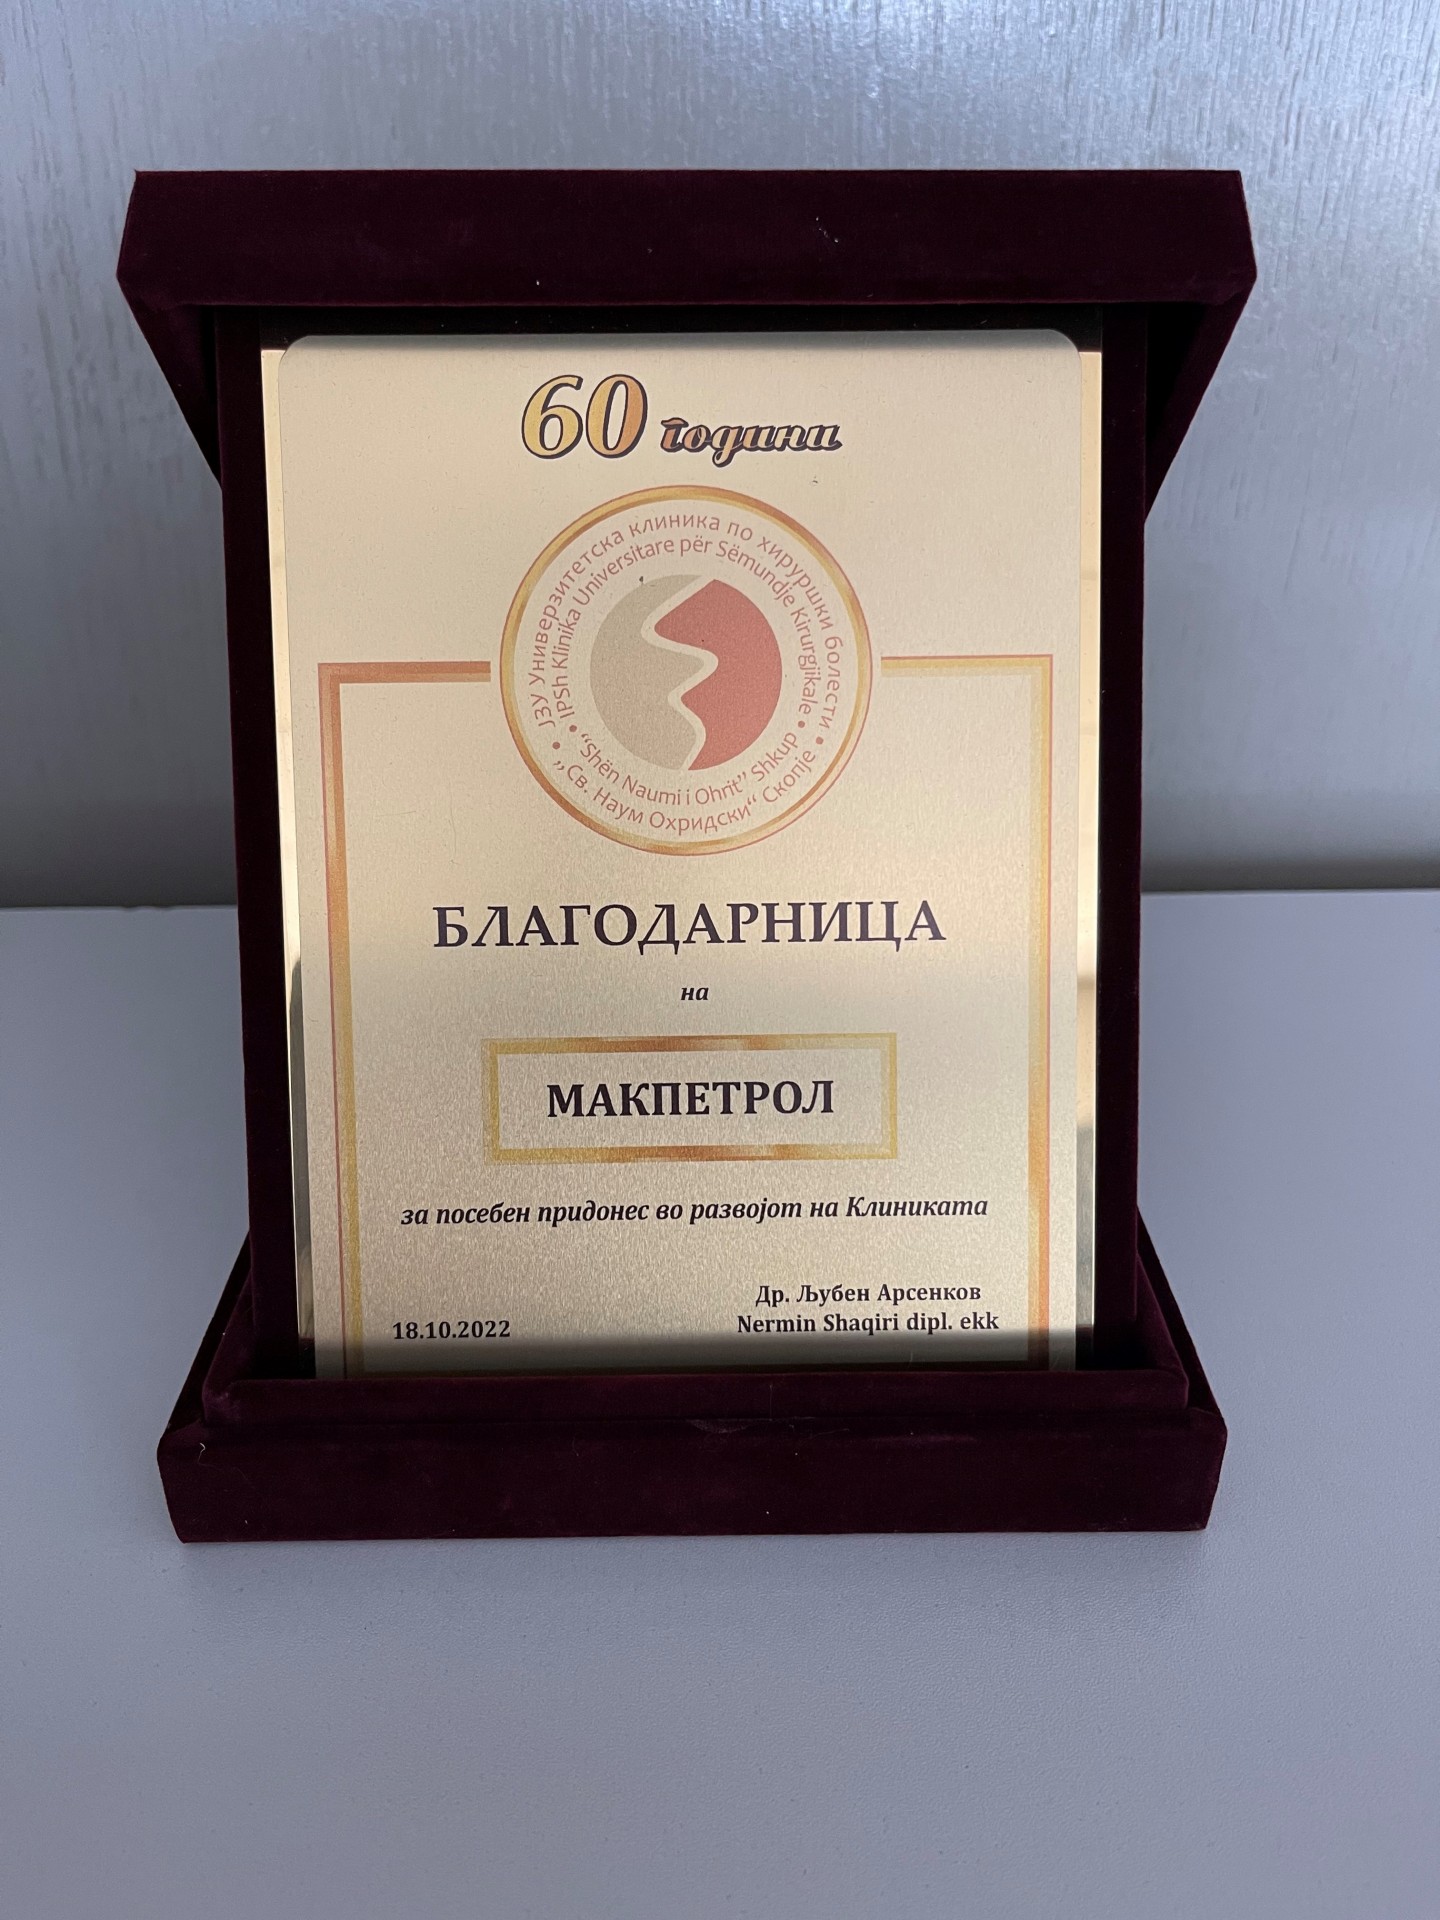 60 години
ЈЗУ Универзитетска клиника по хируршки болести • „Св. Наум Охридски“ Скопје •
IPSh Klinika Universitare për Sëmundje Kirurgjikale • “Shën Naumi i Ohrit” Shkup •
БЛАГОДАРНИЦА
на
МАКПЕТРОЛ
за посебен придонес во развојот на Клиниката
Др. Љубен Арсенков
18.10.2022 Nermin Shaqiri dipl. ekk